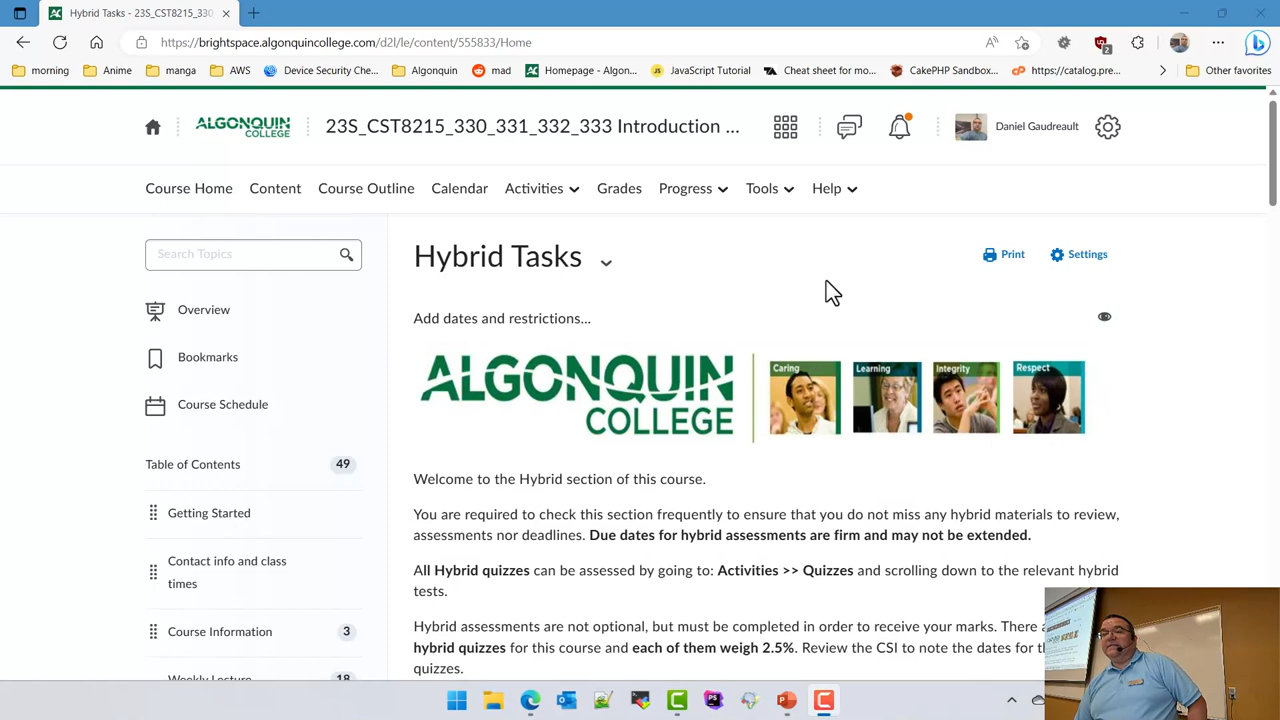 Hybrid Tasks - 23S_CST8215_330
https://brightspace.algonquincollege.com/d2l/le/content/555833/Home
2
morning
Anime
manga
AWS
Device Security Che...
Algonquin
mad
Homepage - Algon...
JS JavaScript Tutorial
Cheat sheet for mo...
CakePHP Sandbox...
https://catalog.pre...
Other favorites
ALGONQUIN
COLLEGE
23S_CST8215_330_331_332_333 Introduction ...
Daniel Gaudreault
Course Home
Content
Course Outline
Calendar
Activities
Grades
Progress
Tools
Help
Search Topics
Overview
Bookmarks
Course Schedule
Table of Contents
49
Getting Started
Contact info and class
times
Course Information
3
Weekly Lecture
18
Hybrid Tasks
Print
Settings
Add dates and restrictions...
ALGONQUIN
COLLEGE
Caring
Learning
Integrity
Respect
Welcome to the Hybrid section of this course.
You are required to check this section frequently to ensure that you do not miss any hybrid materials to review,
assessments nor deadlines. Due dates for hybrid assessments are firm and may not be extended.
All Hybrid quizzes can be assessed by going to: Activities >> Quizzes and scrolling down to the relevant hybrid
tests.
Hybrid assessments are not optional, but must be completed in order to receive your marks. There
hybrid quizzes for this course and each of them weigh 2.5%. Review the CSI to note the dates for
quizzes.
PS